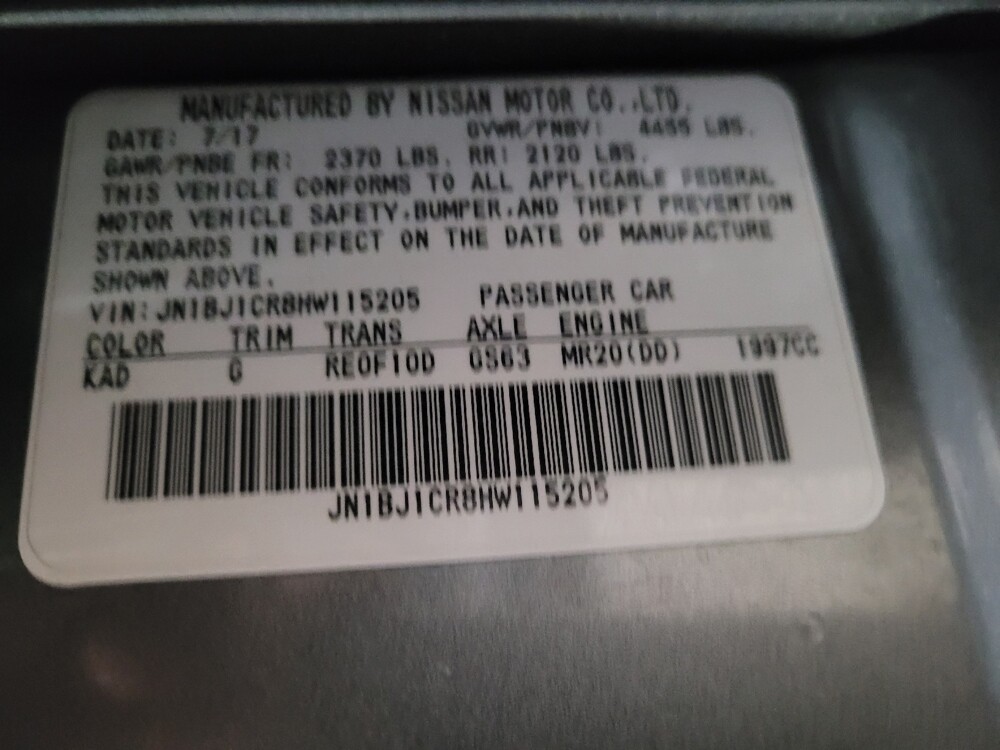 MANUFACTURED BY NISSAN MOTOR CO.,LTD.
DATE: 7/17 GVWR/PNBV: 4455 LBS.
GAWR/PNBE FR: 2370 LBS. RR: 2120 LBS.
THIS VEHICLE CONFORMS TO ALL APPLICABLE FEDERAL
MOTOR VEHICLE SAFETY,BUMPER,AND THEFT PREVENTION
STANDARDS IN EFFECT ON THE DATE OF MANUFACTURE
SHOWN ABOVE.
VIN: JN1BJ1CR8HW115205 PASSENGER CAR
COLOR TRIM TRANS AXLE ENGINE
KAD G RE0F10D GS63 MR20(DD) 1997CC
JN1BJ1CR8HW115205